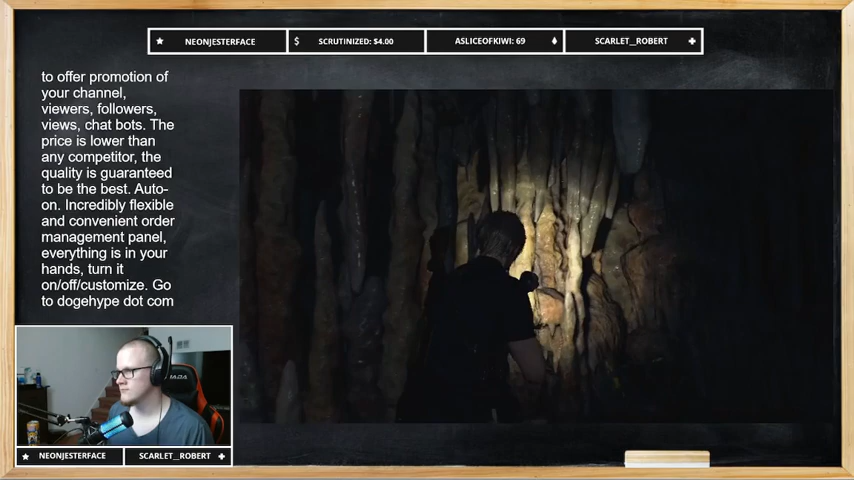 NEONJESTERFACE
SCRUTINIZED: $4.00
ASLICEOFKIWI: 69
SCARLET_ROBERT
to offer promotion of
your channel,
viewers, followers,
views, chat bots. The
price is lower than
any competitor, the
quality is guaranteed
to be the best. Auto-
on. Incredibly flexible
and convenient order
management panel,
everything is in your
hands, turn it
on/off/customize. Go
to dogehype dot com
NEONJESTERFACE
SCARLET_ROBERT